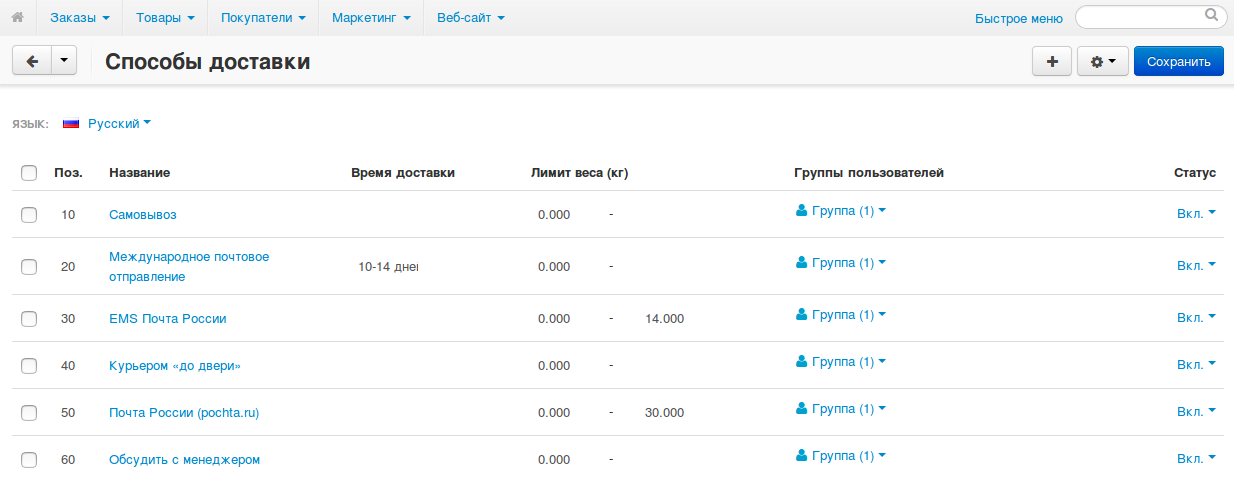 Заказы Товары Покупатели Маркетинг Веб-сайт Быстрое меню
Способы доставки Сохранить
ЯЗЫК: Русский
Поз. Название Время доставки Лимит веса (кг) Группы пользователей Статус
10 Самовывоз 0.000 - Группа (1) Вкл.
20 Международное почтовое отправление 10-14 дней 0.000 - Группа (1) Вкл.
30 EMS Почта России 0.000 - 14.000 Группа (1) Вкл.
40 Курьером «до двери» 0.000 - Группа (1) Вкл.
50 Почта России (pochta.ru) 0.000 - 30.000 Группа (1) Вкл.
60 Обсудить с менеджером 0.000 - Группа (1) Вкл.